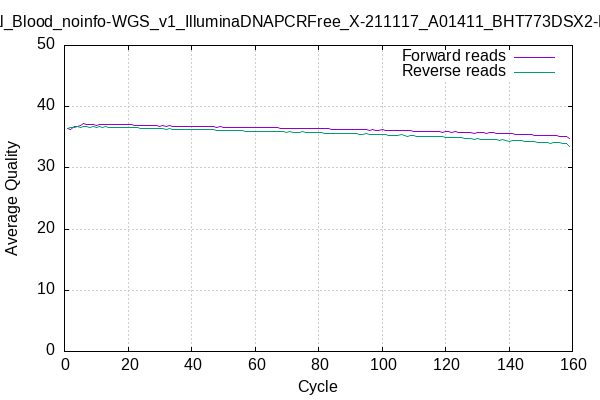 _Blood_noinfo-WGS_v1_IlluminaDNAPCRFree_X-211117_A01411_BHT773DSX2-
Forward reads
Reverse reads
50
40
30
20
10
0
Average Quality
0 20 40 60 80 100 120 140 160
Cycle